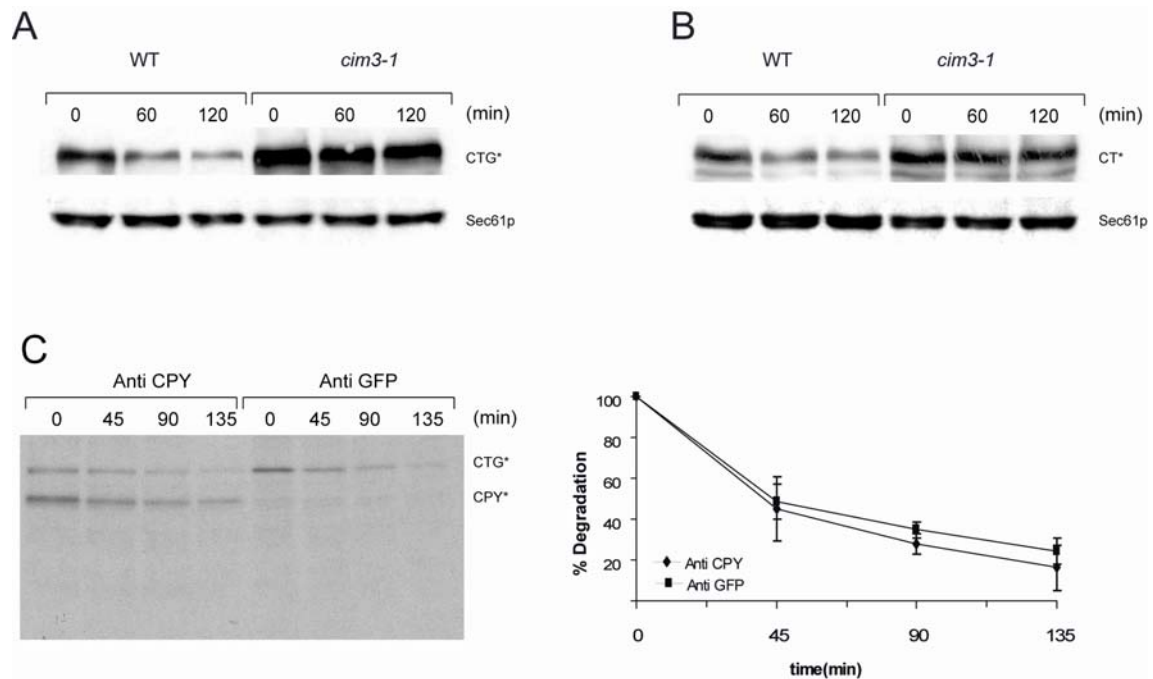 A
WT cim3-1
0 60 120 0 60 120 (min)
CTG*
Sec61p
B
WT cim3-1
0 60 120 0 60 120 (min)
CT*
Sec61p
C
Anti CPY Anti GFP
0 45 90 135 0 45 90 135 (min)
CTG*
CPY*
% Degradation
100
80
60
40
20
Anti CPY
Anti GFP
0 45 90 135
time(min)